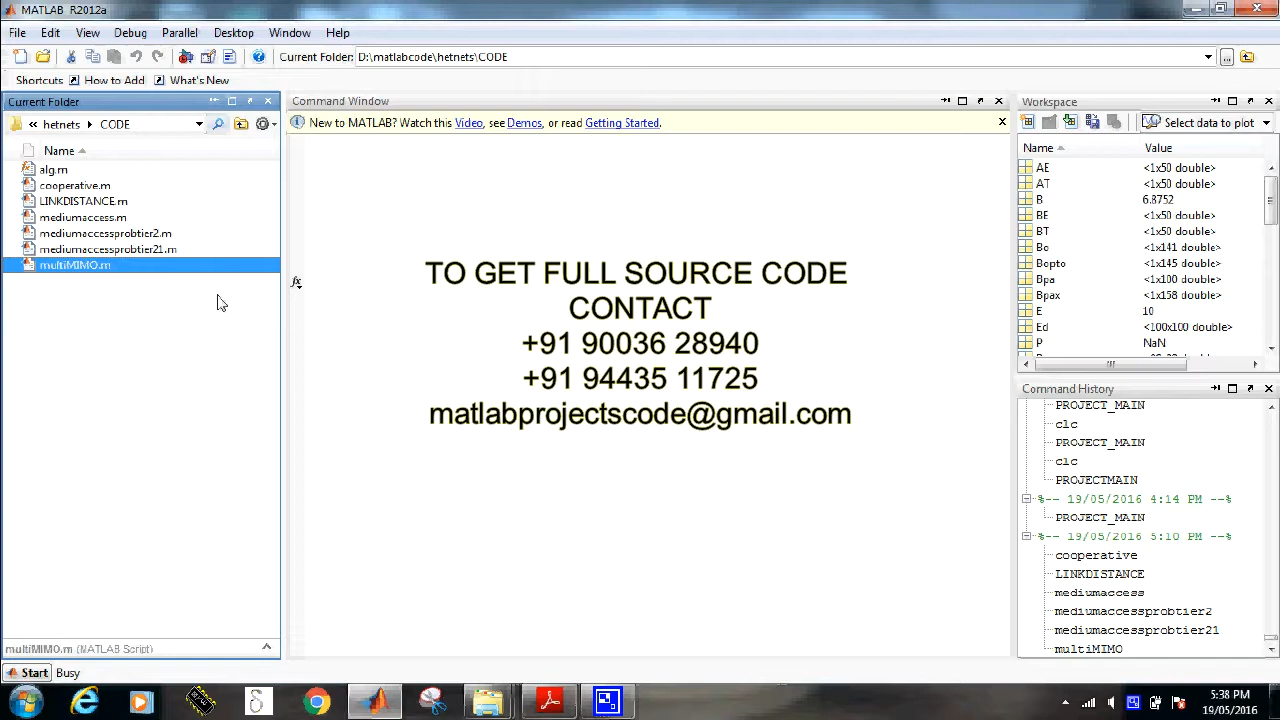 MATLAB R2012a
File Edit View Debug Parallel Desktop Window Help
Current Folder: D:\matlabcode\hetnets\CODE
Shortcuts How to Add What's New
Current Folder
hetnets CODE
Name
alg.m
cooperative.m
LINKDISTANCE.m
mediumaccess.m
mediumaccessprobtier2.m
mediumaccessprobtier21.m
multiMIMO.m
multiMIMO.m (MATLAB Script)
Command Window
New to MATLAB? Watch this Video, see Demos, or read Getting Started.
fx
TO GET FULL SOURCE CODE
CONTACT
+91 90036 28940
+91 94435 11725
matlabprojectscode@gmail.com
Workspace
Select data to plot
Name Value
AE <1x50 double>
AT <1x50 double>
B 6.8752
BE <1x50 double>
BT <1x50 double>
Bo <1x141 double>
Bopto <1x145 double>
Bpa <1x100 double>
Bpax <1x158 double>
E 10
Ed <100x100 double>
P NaN
Command History
PROJECT_MAIN
clc
PROJECT_MAIN
clc
PROJECTMAIN
%-- 19/05/2016 4:14 PM --%
PROJECT_MAIN
%-- 19/05/2016 5:10 PM --%
cooperative
LINKDISTANCE
mediumaccess
mediumaccessprobtier2
mediumaccessprobtier21
multiMIMO
Start Busy
5:38 PM
19/05/2016